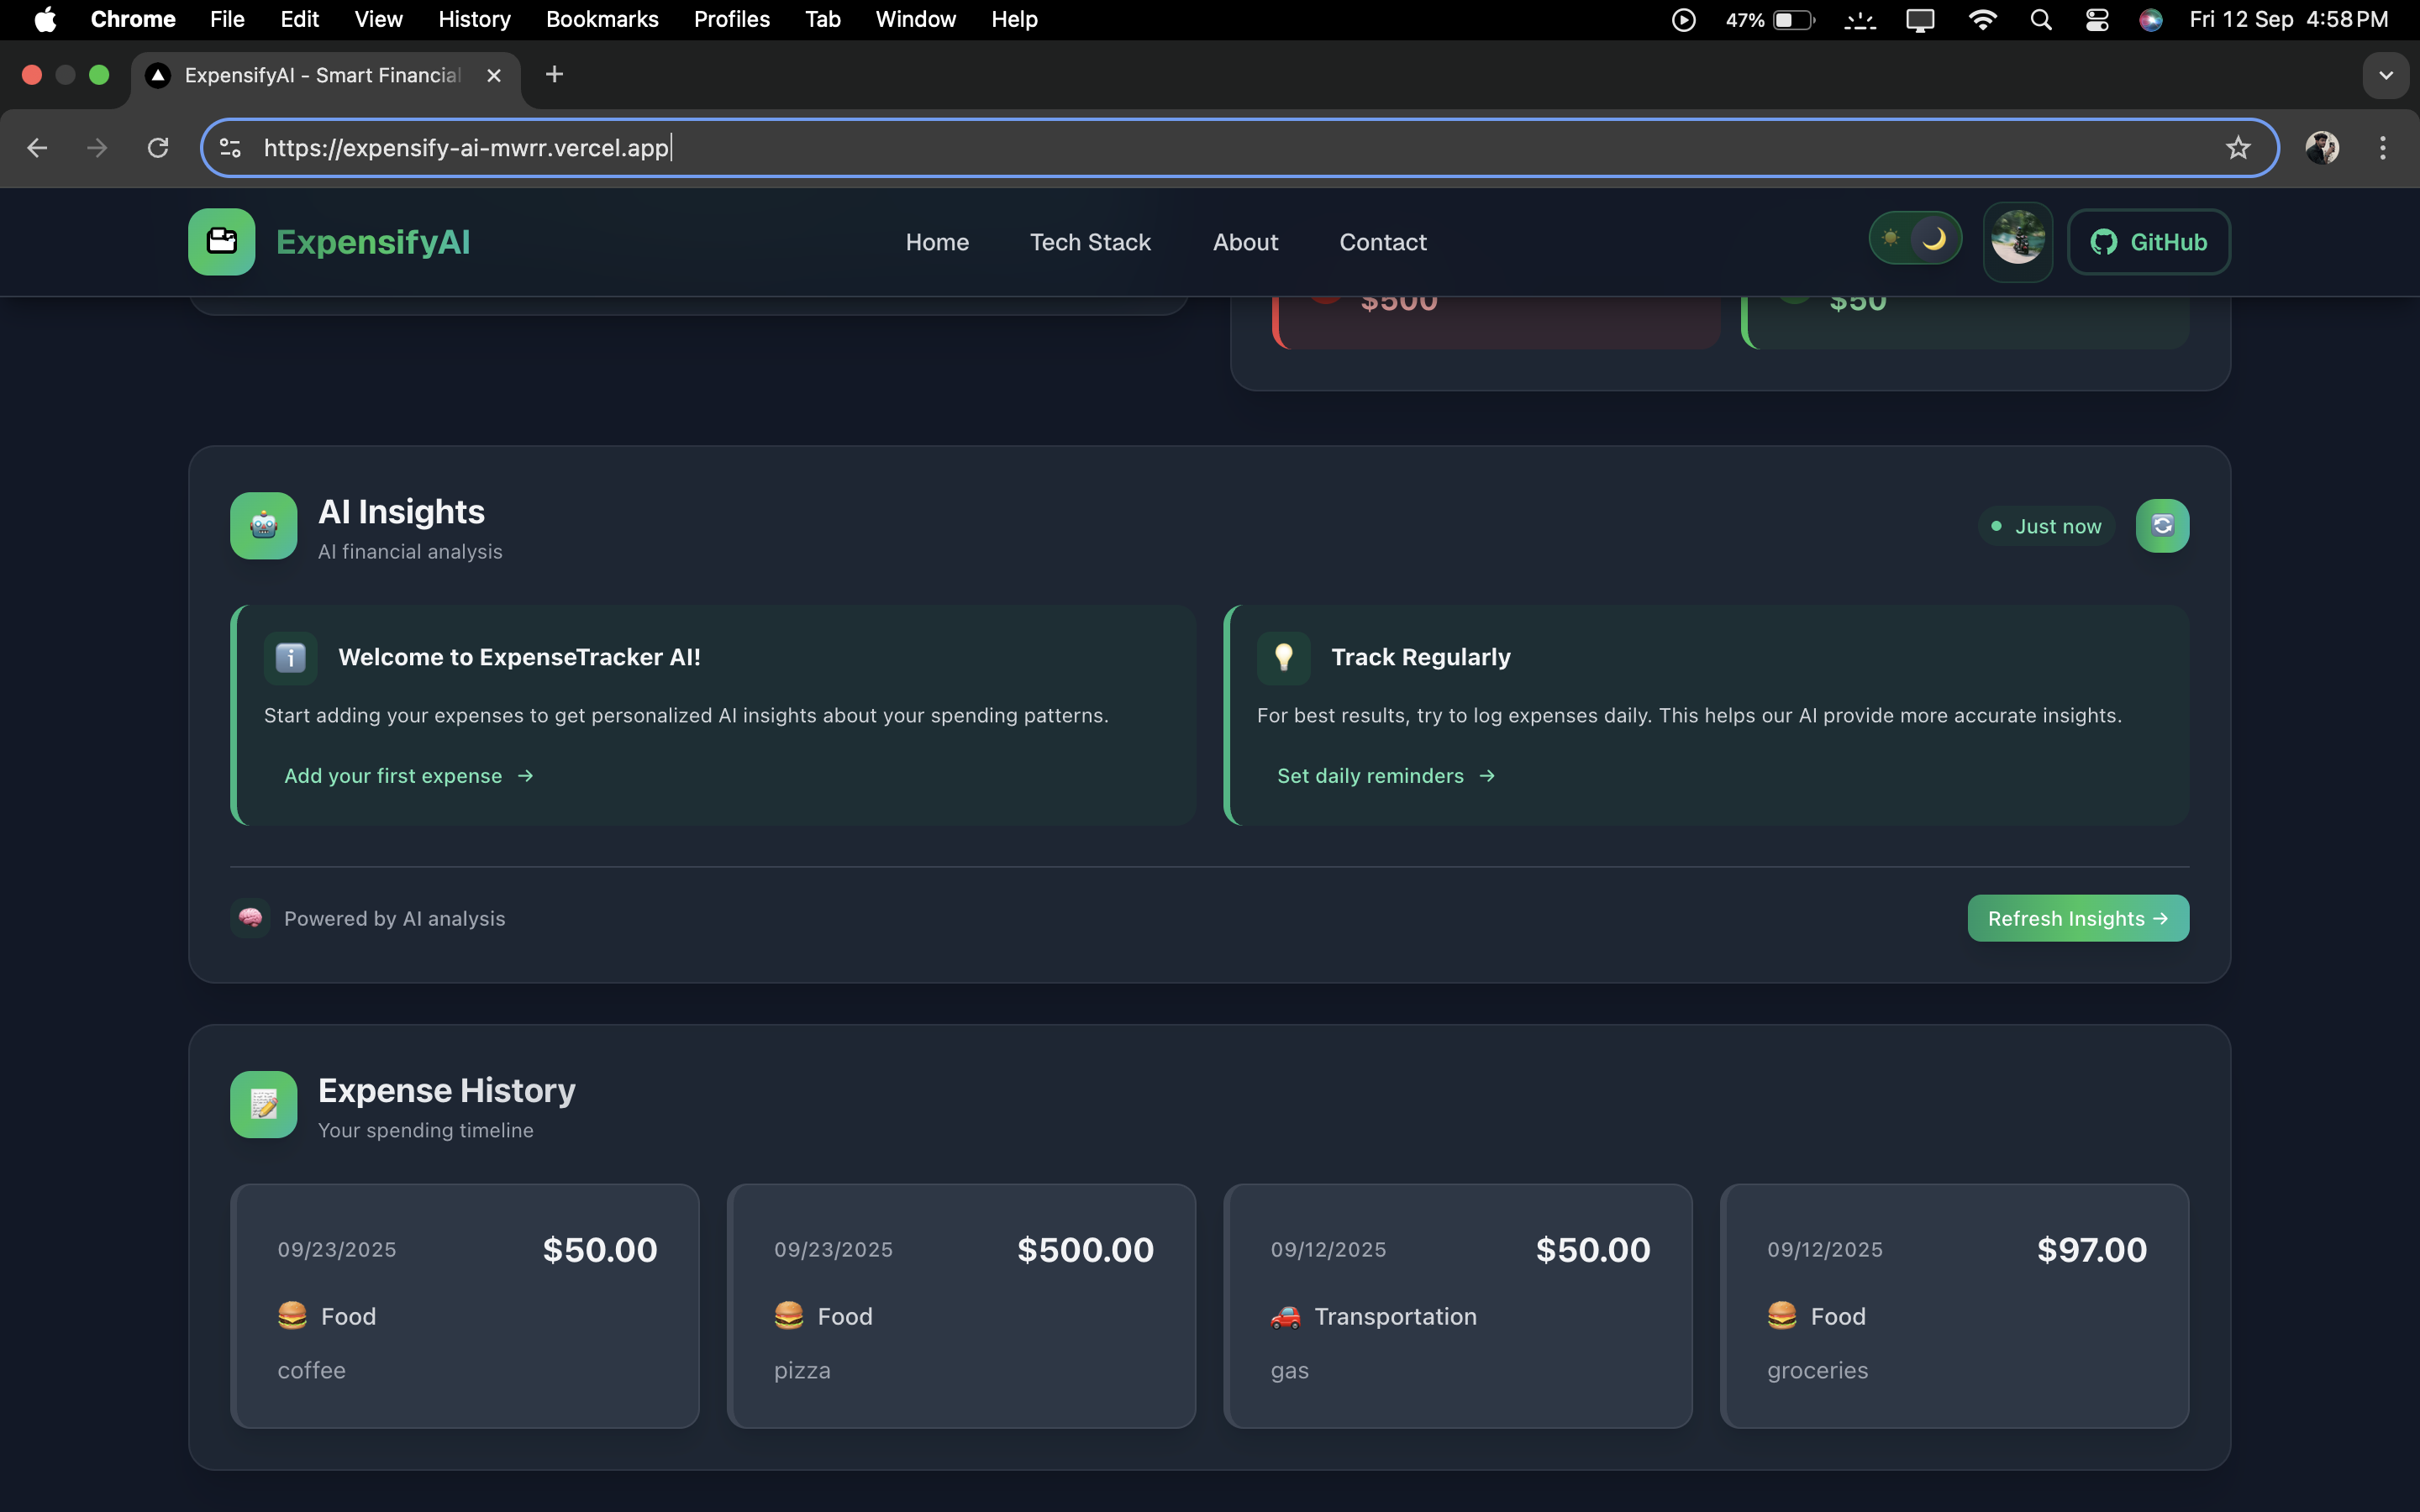 Chrome File Edit View History Bookmarks Profiles Tab Window Help 47% Fri 12 Sep 4:58 PM
ExpensifyAI - Smart Financial
https://expensify-ai-mwrr.vercel.app
ExpensifyAI Home Tech Stack About Contact GitHub
$500 $50
AI Insights
AI financial analysis
Just now
Welcome to ExpenseTracker AI!
Start adding your expenses to get personalized AI insights about your spending patterns.
Add your first expense →
Track Regularly
For best results, try to log expenses daily. This helps our AI provide more accurate insights.
Set daily reminders →
Powered by AI analysis
Refresh Insights →
Expense History
Your spending timeline
09/23/2025 $50.00
Food
coffee
09/23/2025 $500.00
Food
pizza
09/12/2025 $50.00
Transportation
gas
09/12/2025 $97.00
Food
groceries